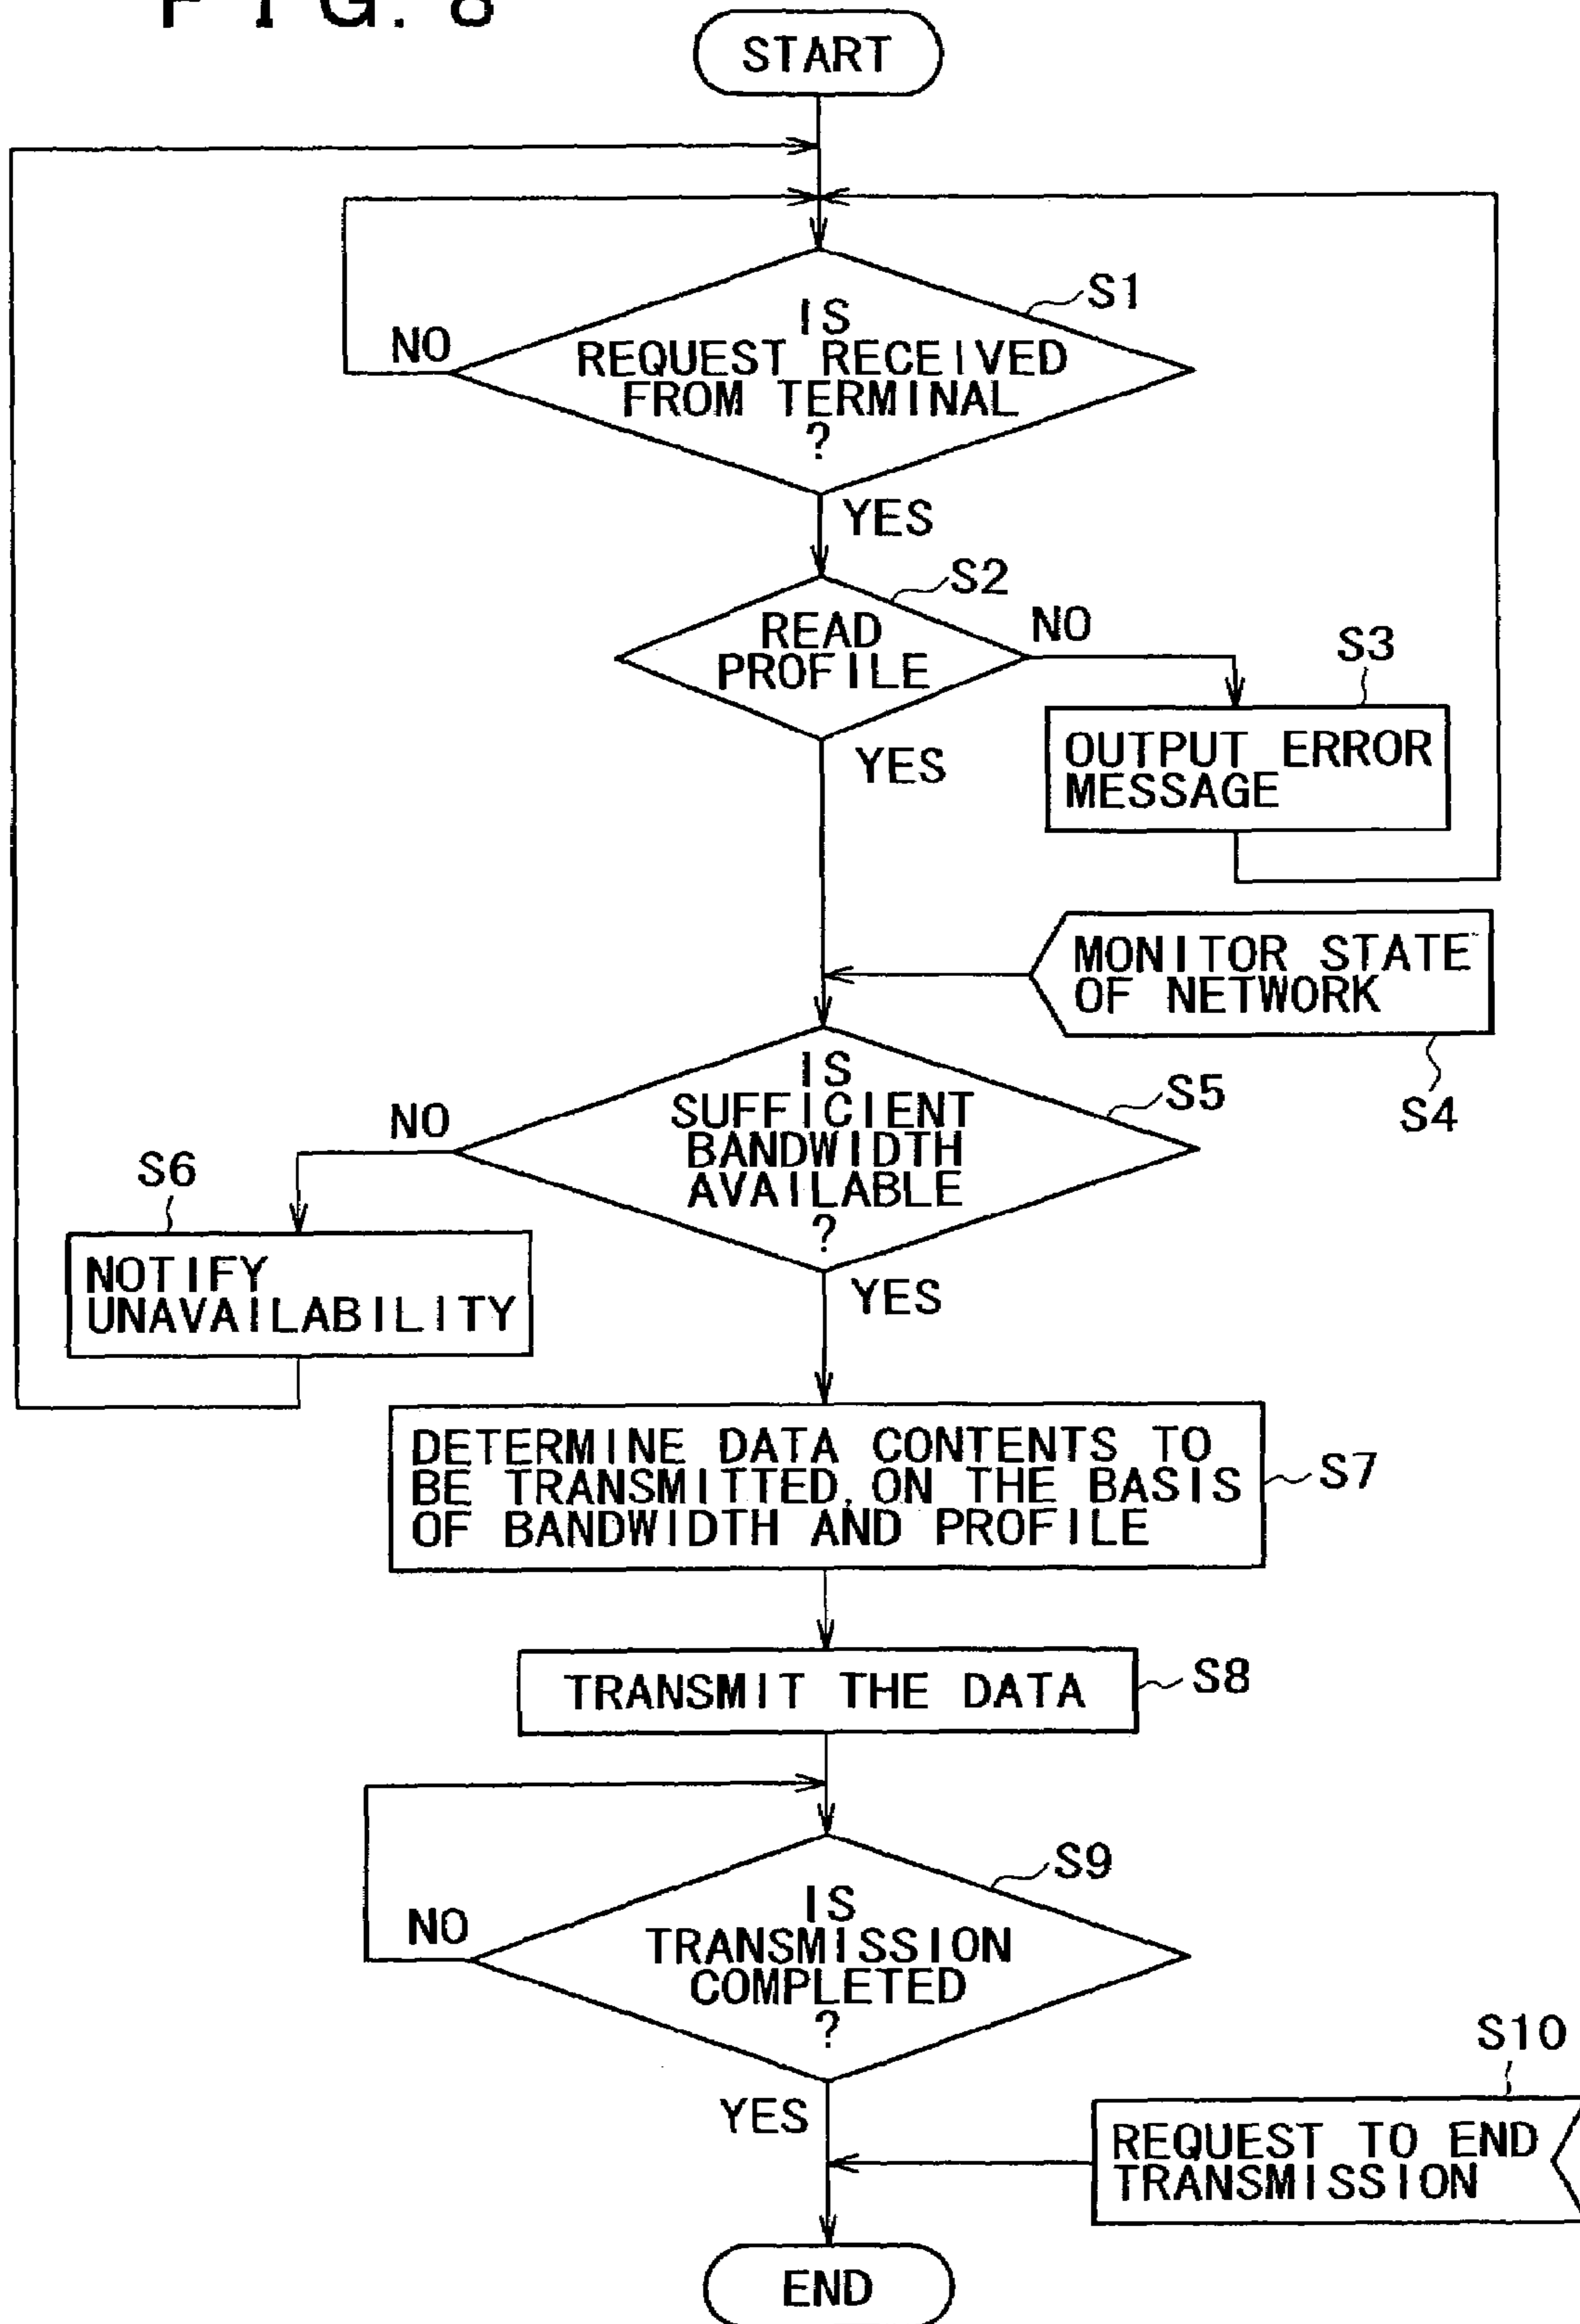 FIG. 8
START
S1
IS
REQUEST RECEIVED
FROM TERMINAL
?
NO
YES
S2
READ
PROFILE
NO
YES
S3
OUTPUT ERROR
MESSAGE
MONITOR STATE
OF NETWORK
S4
IS
SUFFICIENT
BANDWIDTH
AVAILABLE
?
S5
NO
YES
S6
NOTIFY
UNAVAILABILITY
DETERMINE DATA CONTENTS TO
BE TRANSMITTED, ON THE BASIS
OF BANDWIDTH AND PROFILE
S7
TRANSMIT THE DATA
S8
S9
IS
TRANSMISSION
COMPLETED
?
NO
YES
S10
REQUEST TO END
TRANSMISSION
END